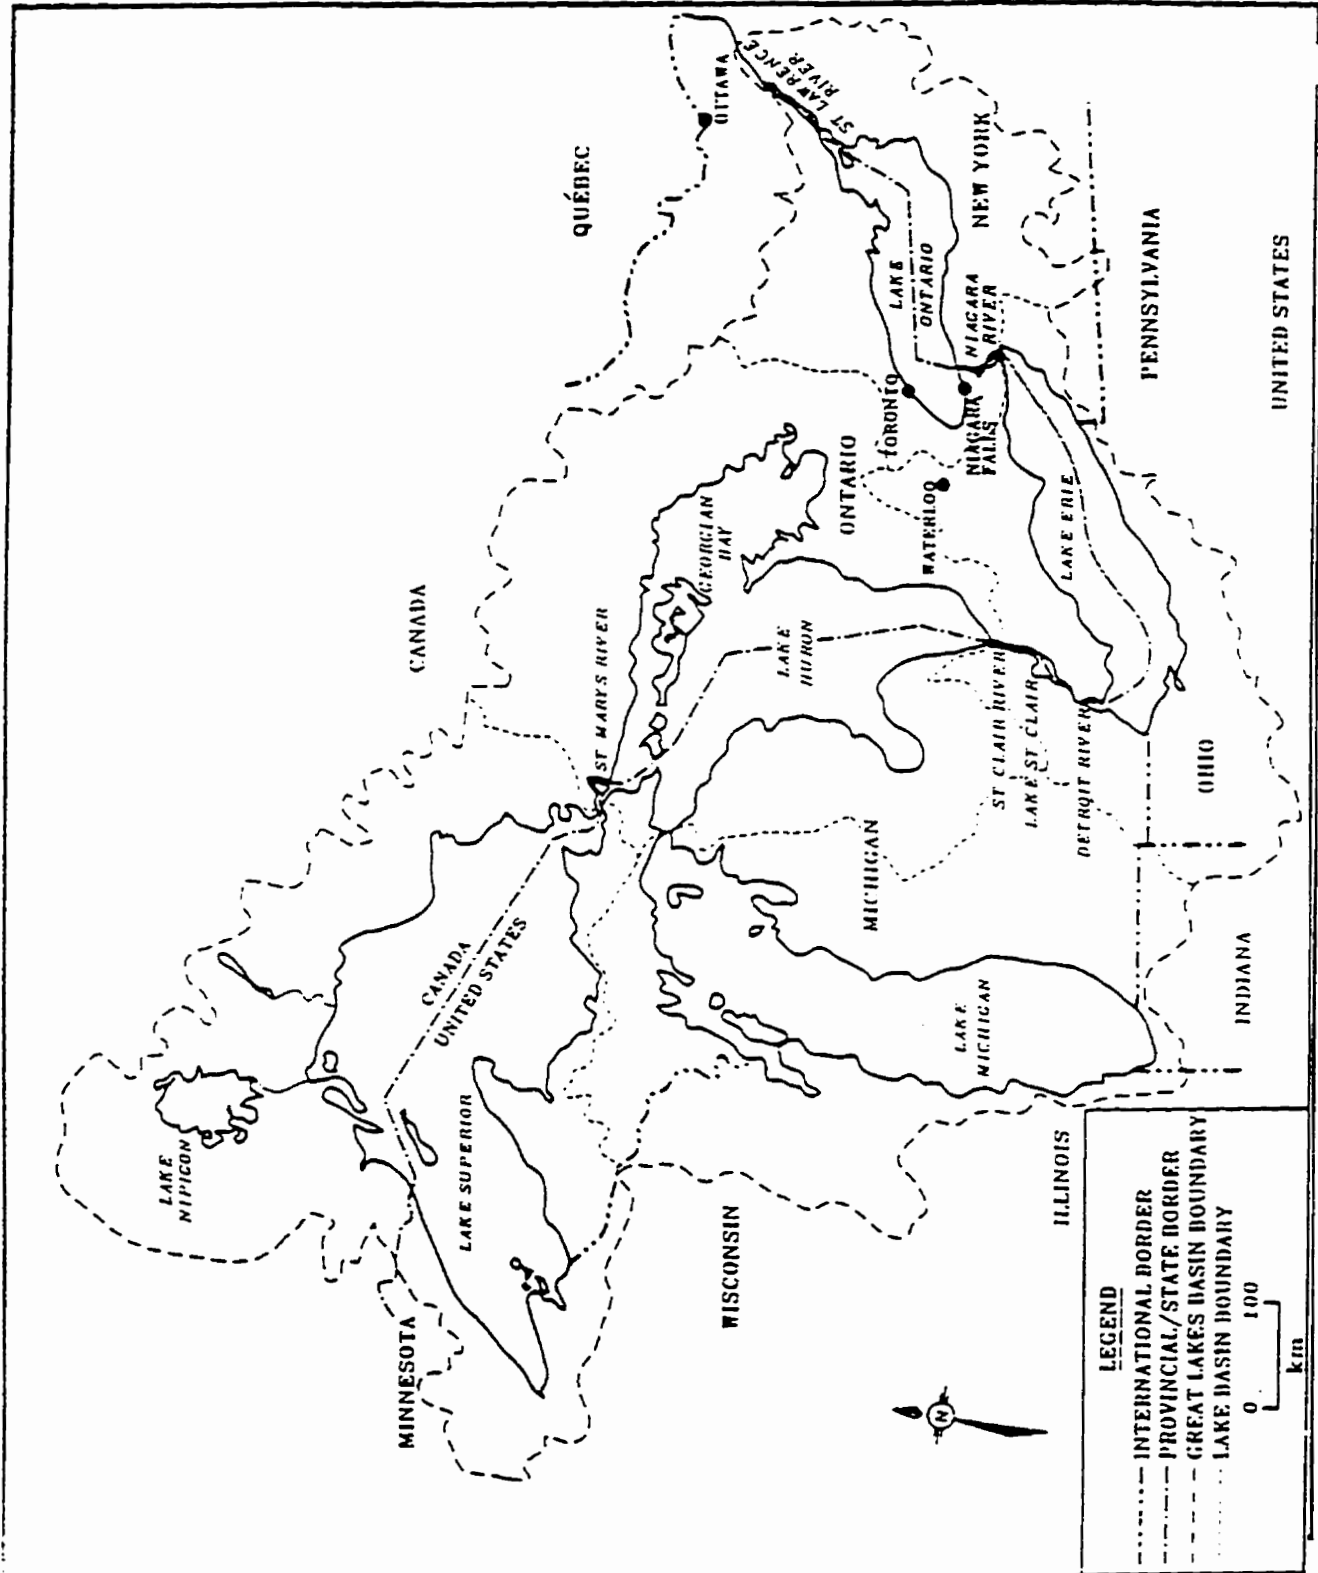 CANADA
QUÉBEC
OTTAWA
ST LAWRENCE
RIVER
NEW YORK
LAKE
ONTARIO
NIAGARA
RIVER
TORONTO
NIAGARA
FALLS
WATERLOO
ONTARIO
GEORGIAN
BAY
ST MARYS RIVER
LAKE
HURON
ST CLAIR RIVER
LAKE ST CLAIR
DETROIT RIVER
LAKE ERIE
PENNSYLVANIA
UNITED STATES
OHIO
INDIANA
MICHIGAN
LAKE
MICHIGAN
CANADA
UNITED STATES
LAKE SUPERIOR
LAKE
NIPIGON
MINNESOTA
WISCONSIN
ILLINOIS
N
LEGEND
INTERNATIONAL BORDER
PROVINCIAL/STATE BORDER
GREAT LAKES BASIN BOUNDARY
LAKE BASIN BOUNDARY
0 100
km